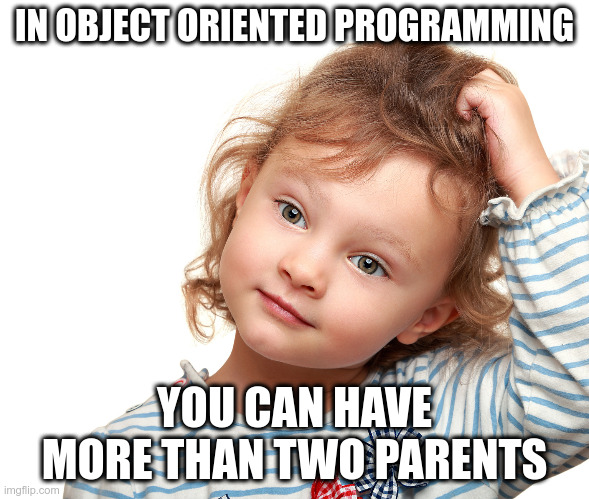 IN OBJECT ORIENTED PROGRAMMING
YOU CAN HAVE
MORE THAN TWO PARENTS
imgflip.com